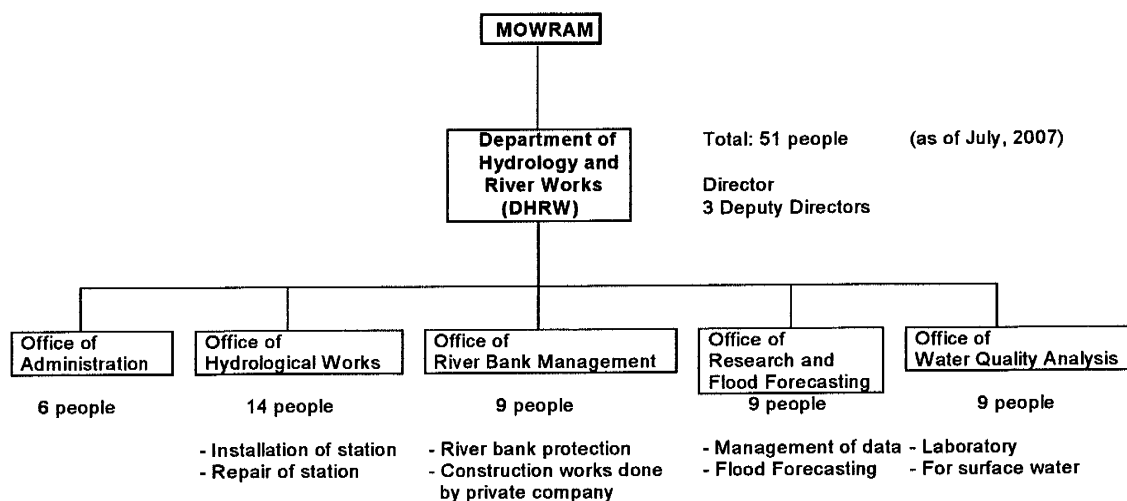 MOWRAM
Department of
Hydrology and
River Works
(DHRW)
Total: 51 people (as of July, 2007)
Director
3 Deputy Directors
Office of
Administration
6 people
Office of
Hydrological Works
14 people
- Installation of station
- Repair of station
Office of
River Bank Management
9 people
- River bank protection
- Construction works done
by private company
Office of
Research and
Flood Forecasting
9 people
- Management of data
- Flood Forecasting
Office of
Water Quality Analysis
9 people
- Laboratory
- For surface water